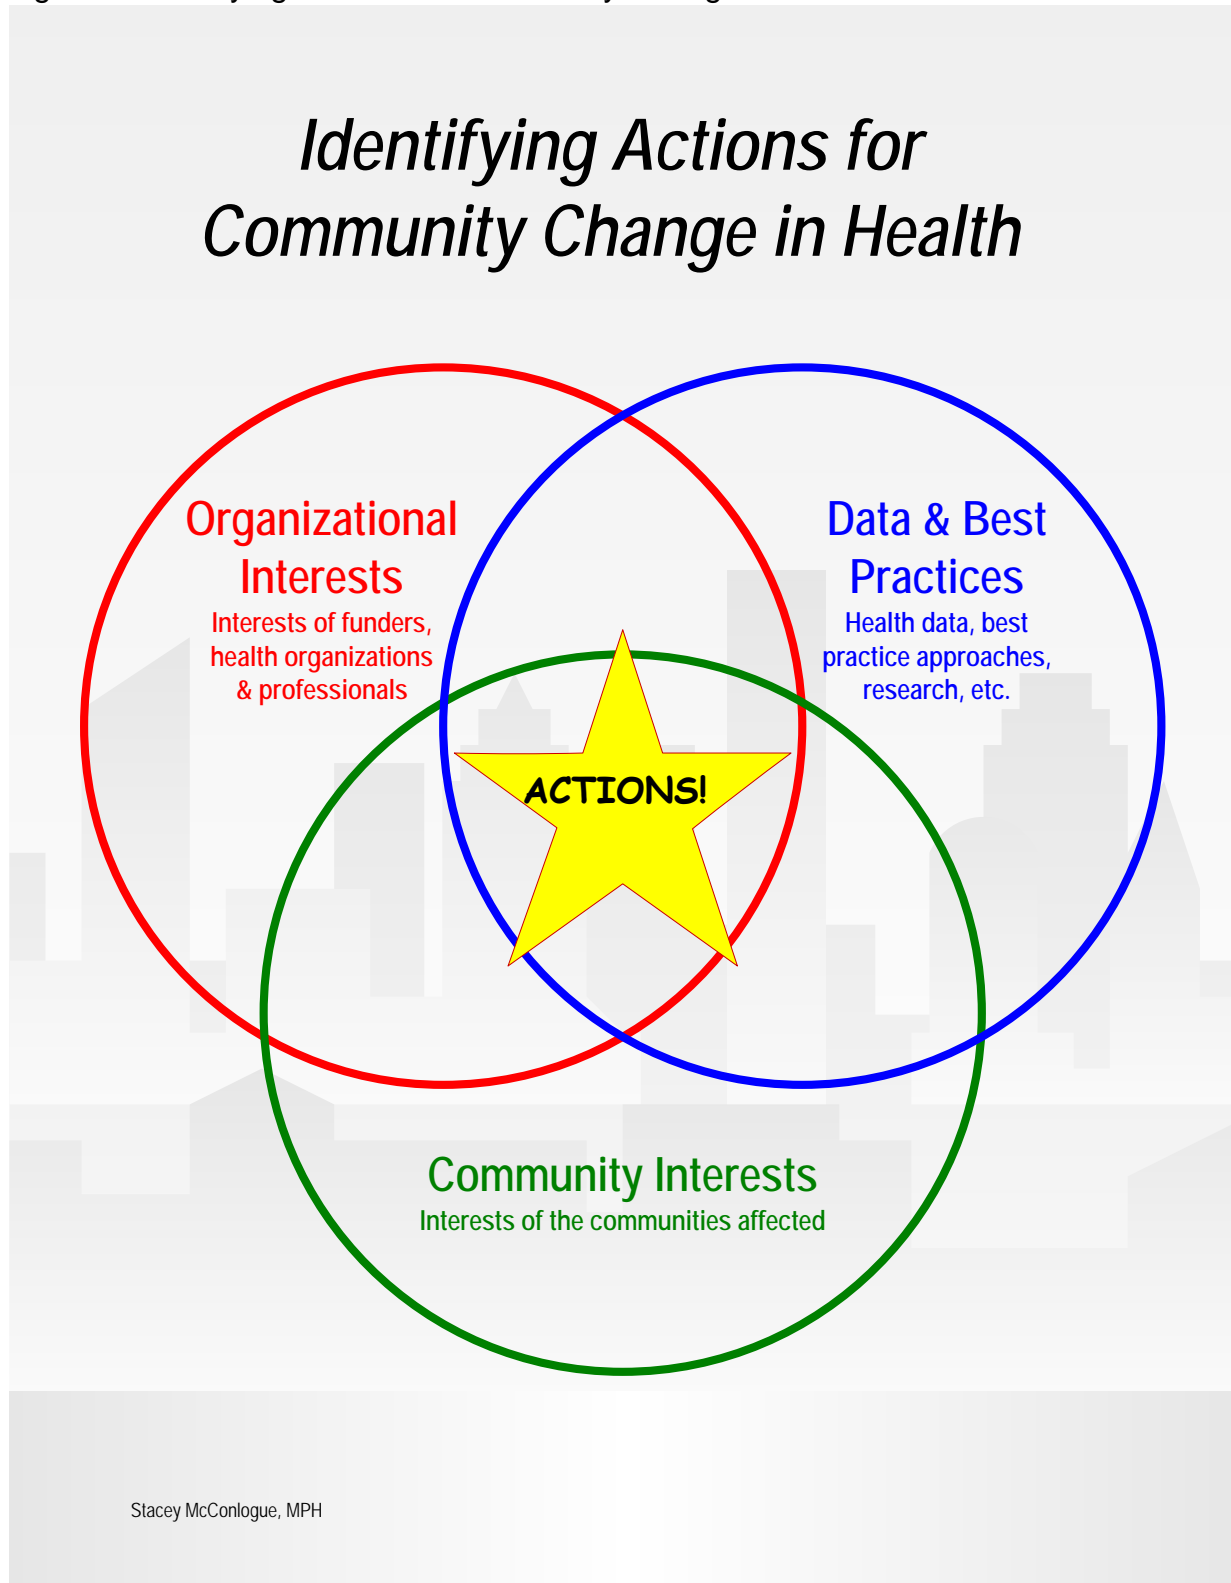 Identifying Actions for
Community Change in Health
Organizational
Interests
Interests of funders,
health organizations
& professionals
Data & Best
Practices
Health data, best
practice approaches,
research, etc.
ACTIONS!
Community Interests
Interests of the communities affected
Stacey McConlogue, MPH